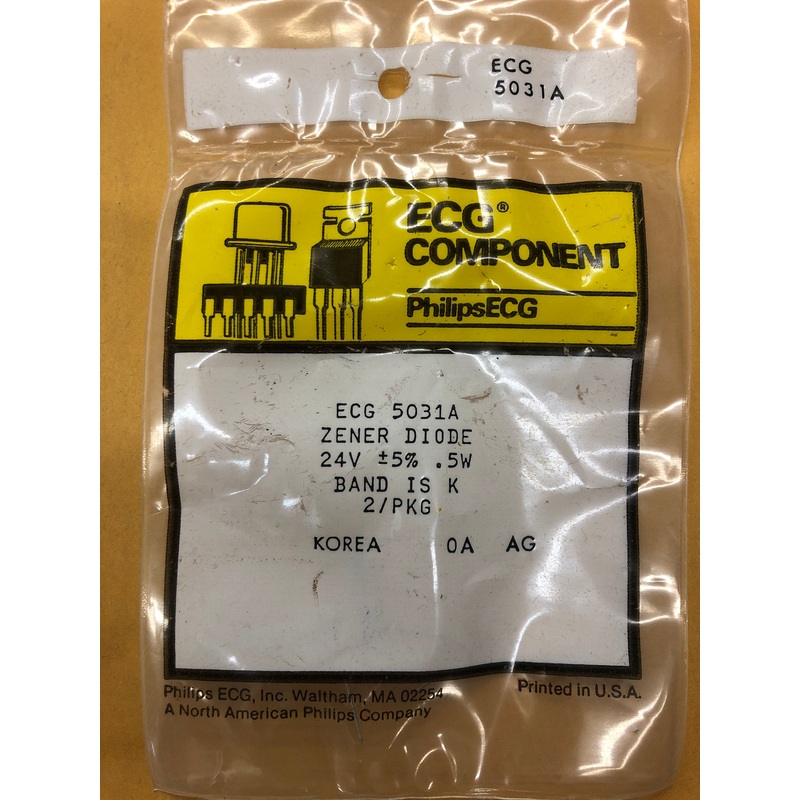 ECG
5031A
ECG®
COMPONENT
PhilipsECG
ECG 5031A
ZENER DIODE
24V ±5% .5W
BAND IS K
2/PKG
KOREA 0A AG
Philips ECG, Inc. Waltham, MA 02254
A North American Philips Company
Printed in U.S.A.